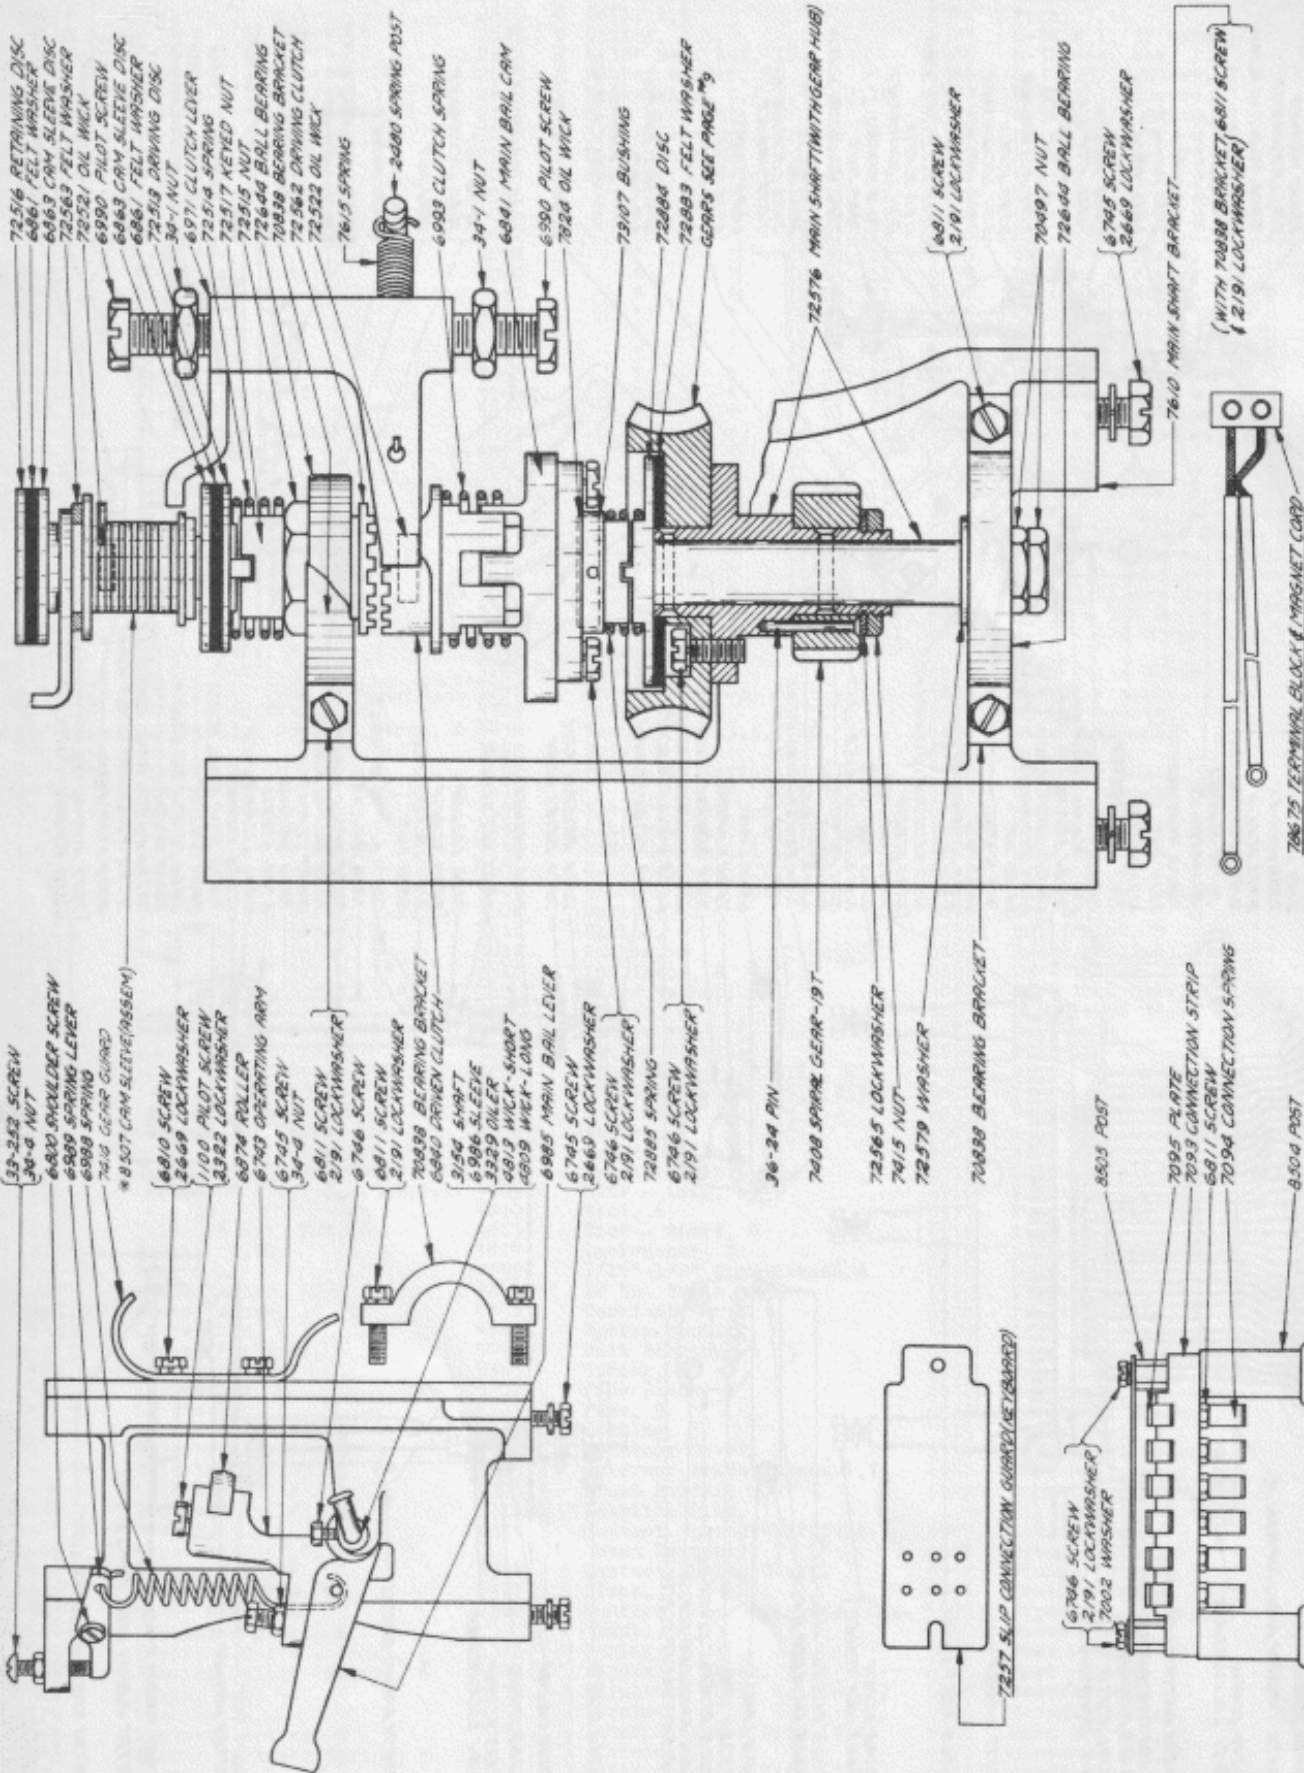 72516 RETAINING DISC
6861 FELT WASHER
6863 CAM SLEEVE DISC
72563 FELT WASHER
72521 OIL WICK
6990 PILOT SCREW
6863 CAM SLEEVE DISC
6861 FELT WASHER
72513 DRIVING DISC
34-1 NUT
6971 CLUTCH LEVER
72514 SPRING
72517 KEYED NUT
72515 NUT
72644 BALL BEARING
70838 BEARING BRACKET
72562 DRIVING CLUTCH
72522 OIL WICK
7615 SPRING
2480 SPRING POST
6993 CLUTCH SPRING
34-1 NUT
6841 MAIN BAIL CAM
6990 PILOT SCREW
7824 OIL WICK
73107 BUSHING
72884 DISC
72883 FELT WASHER
GEARS SEE PAGE #9
72576 MAIN SHAFT (WITH GEAR HUB)
6811 SCREW
2191 LOCKWASHER
70497 NUT
72644 BALL BEARING
6745 SCREW
2669 LOCKWASHER
7610 MAIN SHAFT BRACKET
(WITH 70838 BRACKET, 6811 SCREW
& 2191 LOCKWASHER)
78675 TERMINAL BLOCK & MAGNET CORD
33-252 SCREW
34-4 NUT
6800 SHOULDER SCREW
6989 SPRING LEVER
6988 SPRING
7414 GEAR GUARD
*8507 CAM SLEEVE (ASSEM)
6810 SCREW
2669 LOCKWASHER
1100 PILOT SCREW
2322 LOCKWASHER
6874 ROLLER
6743 OPERATING ARM
6745 SCREW
34-4 NUT
6811 SCREW
2191 LOCKWASHER
6746 SCREW
6811 SCREW
2191 LOCKWASHER
70838 BEARING BRACKET
6840 DRIVEN CLUTCH
3154 SHAFT
6986 SLEEVE
3329 OILER
4813 WICK-SHORT
4809 WICK-LONG
6985 MAIN BAIL LEVER
6745 SCREW
2669 LOCKWASHER
6746 SCREW
2191 LOCKWASHER
72885 SPRING
6746 SCREW
2191 LOCKWASHER
36-24 PIN
7408 SPIRAL GEAR-19T
72565 LOCKWASHER
7415 NUT
72579 WASHER
70838 BEARING BRACKET
7257 SLIP CONNECTION GUARD (KEYBOARD)
8505 POST
7095 PLATE
7093 CONNECTION STRIP
6811 SCREW
7094 CONNECTION SPRING
8504 POST
6746 SCREW
2191 LOCKWASHER
7002 WASHER